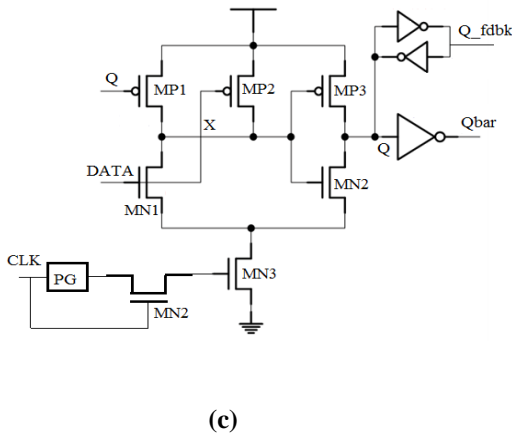 Q_fdbk
Q
MP1
MP2
MP3
X
Q
Qbar
DATA
MN1
MN2
CLK
PG
MN3
MN2
(c)